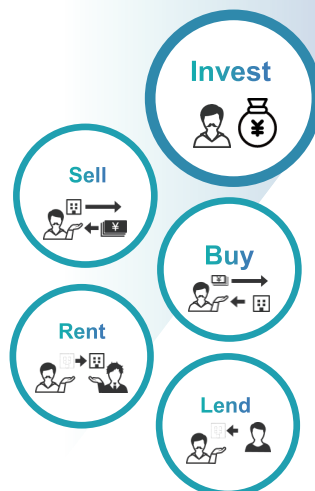 Invest
¥
Sell
¥
Buy
¥
Rent
Lend